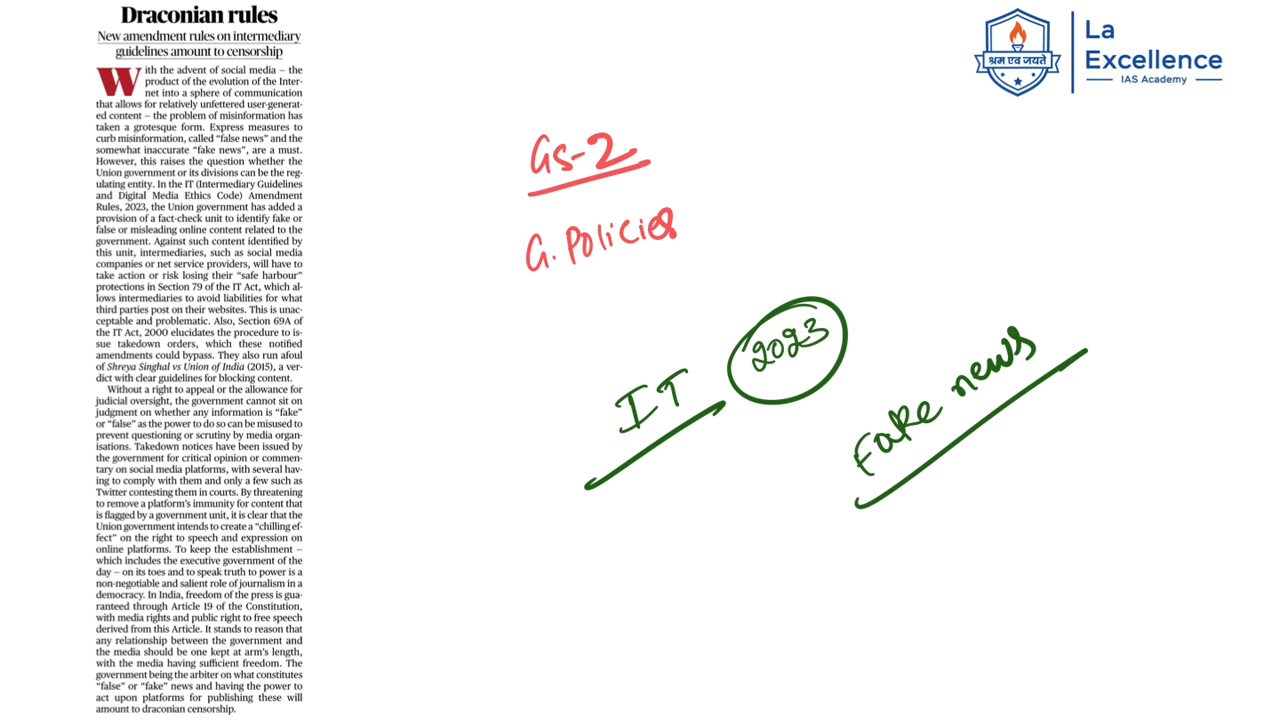 Draconian rules
New amendment rules on intermediary
guidelines amount to censorship
With the advent of social media – the
product of the evolution of the Inter-
net into a sphere of communication
that allows for relatively unfettered user-generat-
ed content – the problem of misinformation has
taken a grotesque form. Express measures to
curb misinformation, called “false news” and the
somewhat inaccurate “fake news”, are a must.
However, this raises the question whether the
Union government or its divisions can be the reg-
ulating entity. In the IT (Intermediary Guidelines
and Digital Media Ethics Code) Amendment
Rules, 2023, the Union government has added a
provision of a fact-check unit to identify fake or
false or misleading online content related to the
government. Against such content identified by
this unit, intermediaries, such as social media
companies or net service providers, will have to
take action or risk losing their “safe harbour”
protections in Section 79 of the IT Act, which al-
lows intermediaries to avoid liabilities for what
third parties post on their websites. This is unac-
ceptable and problematic. Also, Section 69A of
the IT Act, 2000 elucidates the procedure to is-
sue takedown orders, which these notified
amendments could bypass. They also run afoul
of Shreya Singhal vs Union of India (2015), a ver-
dict with clear guidelines for blocking content.
Without a right to appeal or the allowance for
judicial oversight, the government cannot sit on
judgment on whether any information is “fake”
or “false” as the power to do so can be misused to
prevent questioning or scrutiny by media organ-
isations. Takedown notices have been issued by
the government for critical opinion or commen-
tary on social media platforms, with several hav-
ing to comply with them and only a few such as
Twitter contesting them in courts. By threatening
to remove a platform’s immunity for content that
is flagged by a government unit, it is clear that the
Union government intends to create a “chilling ef-
fect” on the right to speech and expression on
online platforms. To keep the establishment –
which includes the executive government of the
day – on its toes and to speak truth to power is a
non-negotiable and salient role of journalism in a
democracy. In India, freedom of the press is gua-
ranteed through Article 19 of the Constitution,
with media rights and public right to free speech
derived from this Article. It stands to reason that
any relationship between the government and
the media should be one kept at arm’s length,
with the media having sufficient freedom. The
government being the arbiter on what constitutes
“false” or “fake” news and having the power to
act upon platforms for publishing these will
amount to draconian censorship.
श्रम एव जयते
La
Excellence
IAS Academy
GS-2
G. Policies
IT 2023
Fake news